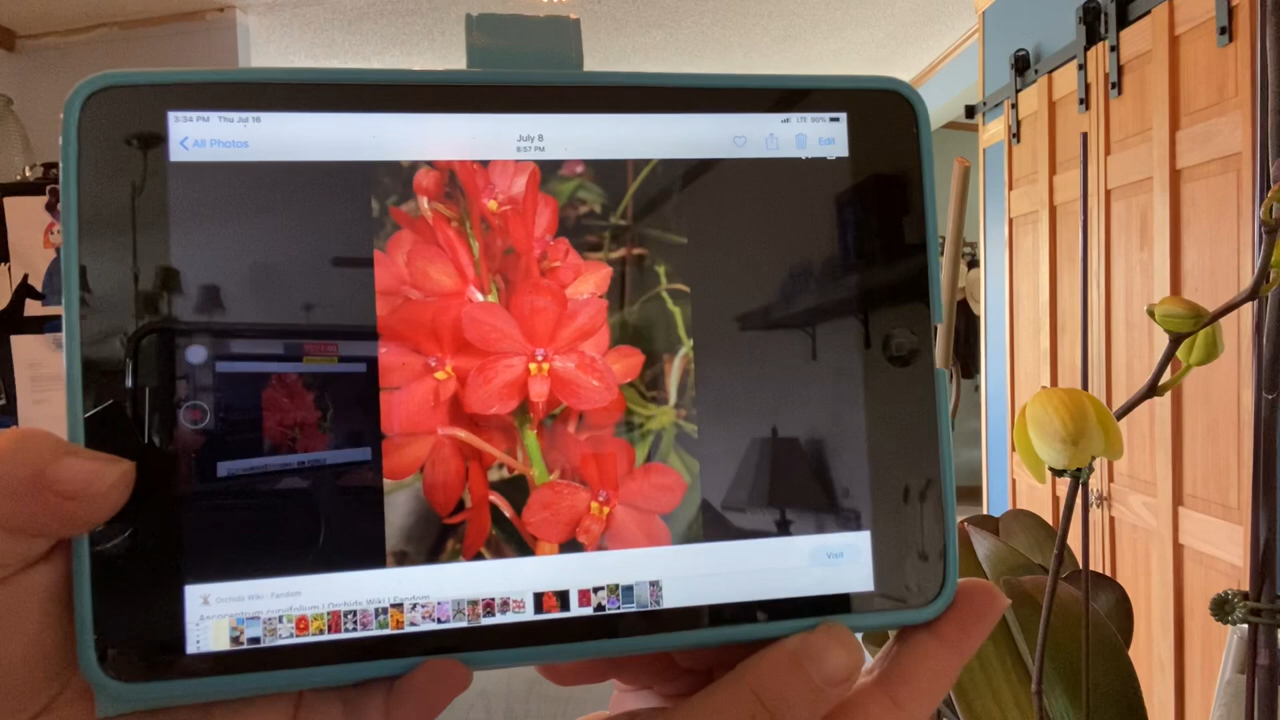 3:34 PM Thu Jul 16
LTE 90%
All Photos
July 8
8:57 PM
Edit
Visit
Orchids Wiki - Fandom
Ascocentrum curvifolium | Orchids Wiki | Fandom